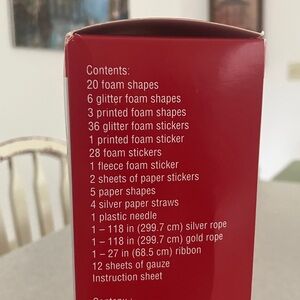 Contents:
20 foam shapes
6 glitter foam shapes
3 printed foam shapes
36 glitter foam stickers
1 printed foam sticker
28 foam stickers
1 fleece foam sticker
2 sheets of paper stickers
5 paper shapes
4 silver paper straws
1 plastic needle
1 – 118 in (299.7 cm) silver rope
1 – 118 in (299.7 cm) gold rope
1 – 27 in (68.5 cm) ribbon
12 sheets of gauze
Instruction sheet